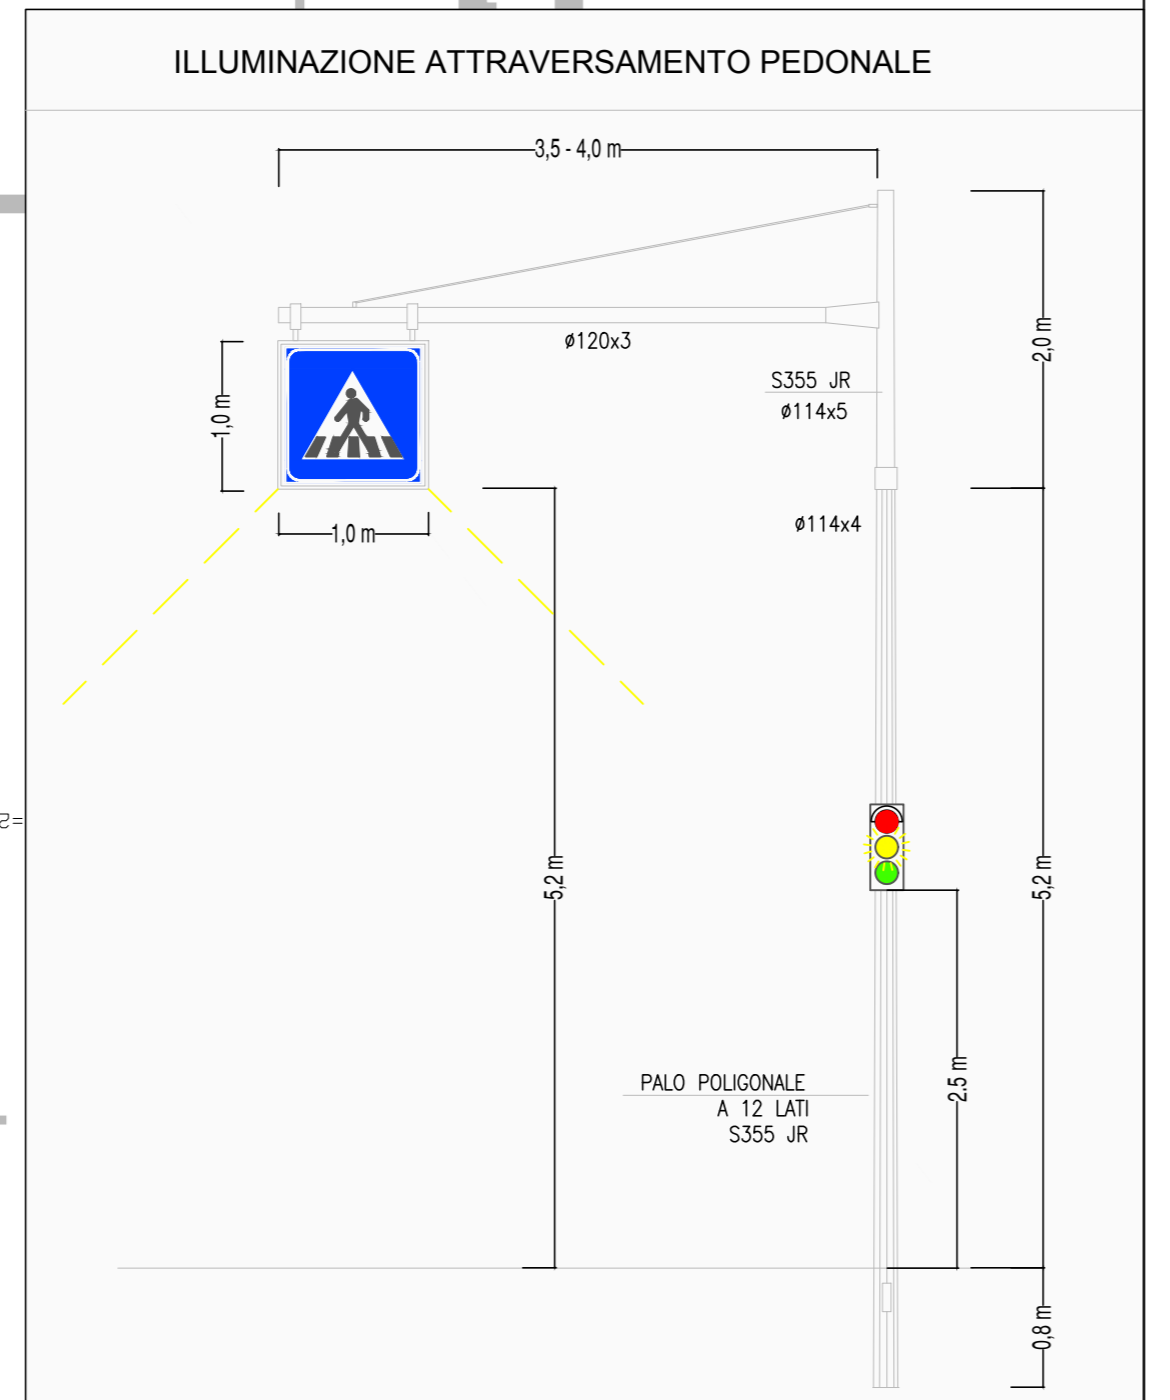 ILLUMINAZIONE ATTRAVERSAMENTO PEDONALE
3,5 - 4,0 m
ø120x3
2,0 m
S355 JR
ø114x5
1,0 m
1,0 m
ø114x4
5,2 m
5,2 m
2.5 m
PALO POLIGONALE
A 12 LATI
S355 JR
0,8 m